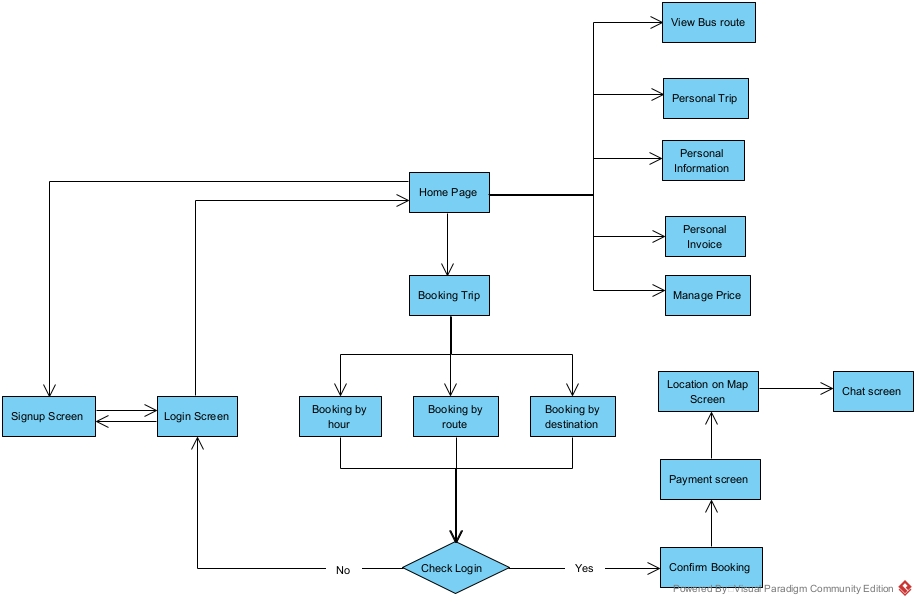 View Bus route
Personal Trip
Personal
Information
Home Page
Personal
Invoice
Booking Trip
Manage Price
Signup Screen
Login Screen
Booking by
hour
Booking by
route
Booking by
destination
Location on Map
Screen
Chat screen
Payment screen
Check Login
No
Yes
Confirm Booking
Powered By: Visual Paradigm Community Edition